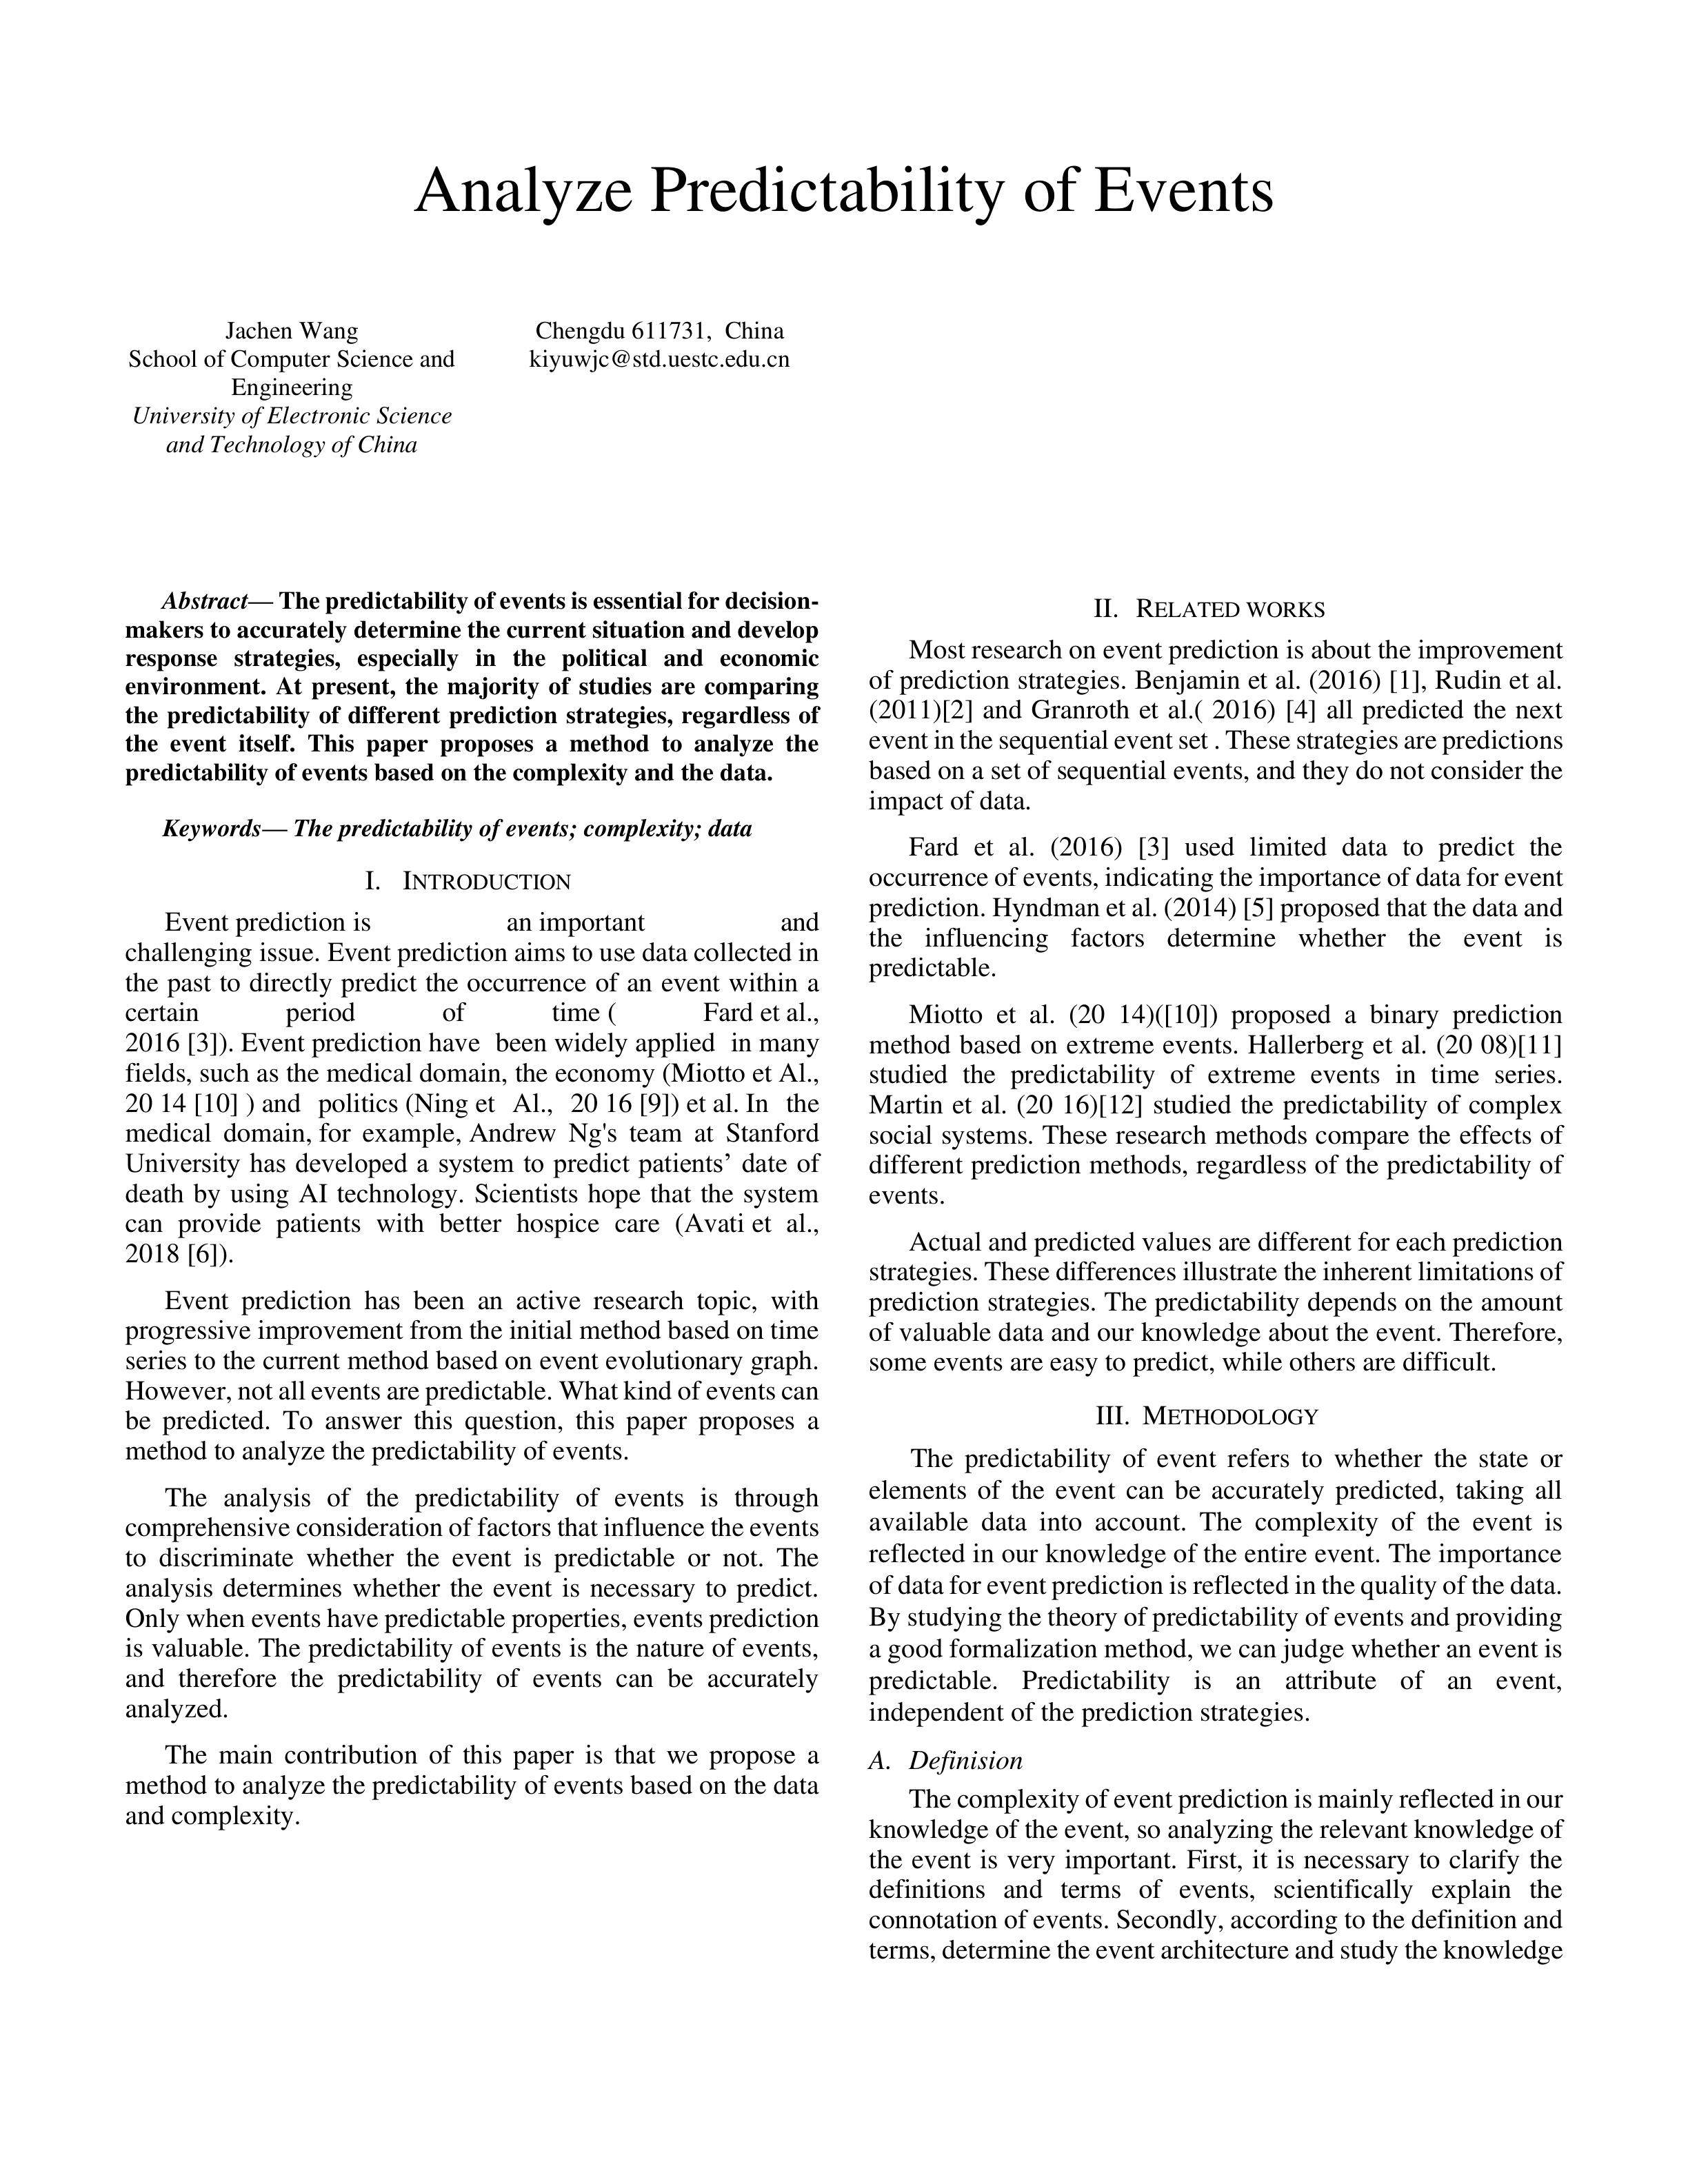 Analyze Predictability of Events
Jachen Wang
School of Computer Science and
Engineering
University of Electronic Science
and Technology of China
Chengdu 611731, China
kiyuwjc@std.uestc.edu.cn
Abstract— The predictability of events is essential for decision-
makers to accurately determine the current situation and develop
response strategies, especially in the political and economic
environment. At present, the majority of studies are comparing
the predictability of different prediction strategies, regardless of
the event itself. This paper proposes a method to analyze the
predictability of events based on the complexity and the data.
Keywords— The predictability of events; complexity; data
I. INTRODUCTION
Event prediction is an important and
challenging issue. Event prediction aims to use data collected in
the past to directly predict the occurrence of an event within a
certain period of time ( Fard et al.,
2016 [3]). Event prediction have been widely applied in many
fields, such as the medical domain, the economy (Miotto et Al.,
20 14 [10] ) and politics (Ning et Al., 20 16 [9]) et al. In the
medical domain, for example, Andrew Ng's team at Stanford
University has developed a system to predict patients’ date of
death by using AI technology. Scientists hope that the system
can provide patients with better hospice care (Avati et al.,
2018 [6]).
Event prediction has been an active research topic, with
progressive improvement from the initial method based on time
series to the current method based on event evolutionary graph.
However, not all events are predictable. What kind of events can
be predicted. To answer this question, this paper proposes a
method to analyze the predictability of events.
The analysis of the predictability of events is through
comprehensive consideration of factors that influence the events
to discriminate whether the event is predictable or not. The
analysis determines whether the event is necessary to predict.
Only when events have predictable properties, events prediction
is valuable. The predictability of events is the nature of events,
and therefore the predictability of events can be accurately
analyzed.
The main contribution of this paper is that we propose a
method to analyze the predictability of events based on the data
and complexity.
II. RELATED WORKS
Most research on event prediction is about the improvement
of prediction strategies. Benjamin et al. (2016) [1], Rudin et al.
(2011)[2] and Granroth et al.( 2016) [4] all predicted the next
event in the sequential event set . These strategies are predictions
based on a set of sequential events, and they do not consider the
impact of data.
Fard et al. (2016) [3] used limited data to predict the
occurrence of events, indicating the importance of data for event
prediction. Hyndman et al. (2014) [5] proposed that the data and
the influencing factors determine whether the event is
predictable.
Miotto et al. (20 14)([10]) proposed a binary prediction
method based on extreme events. Hallerberg et al. (20 08)[11]
studied the predictability of extreme events in time series.
Martin et al. (20 16)[12] studied the predictability of complex
social systems. These research methods compare the effects of
different prediction methods, regardless of the predictability of
events.
Actual and predicted values are different for each prediction
strategies. These differences illustrate the inherent limitations of
prediction strategies. The predictability depends on the amount
of valuable data and our knowledge about the event. Therefore,
some events are easy to predict, while others are difficult.
III. METHODOLOGY
The predictability of event refers to whether the state or
elements of the event can be accurately predicted, taking all
available data into account. The complexity of the event is
reflected in our knowledge of the entire event. The importance
of data for event prediction is reflected in the quality of the data.
By studying the theory of predictability of events and providing
a good formalization method, we can judge whether an event is
predictable. Predictability is an attribute of an event,
independent of the prediction strategies.
A. Definision
The complexity of event prediction is mainly reflected in our
knowledge of the event, so analyzing the relevant knowledge of
the event is very important. First, it is necessary to clarify the
definitions and terms of events, scientifically explain the
connotation of events. Secondly, according to the definition and
terms, determine the event architecture and study the knowledge